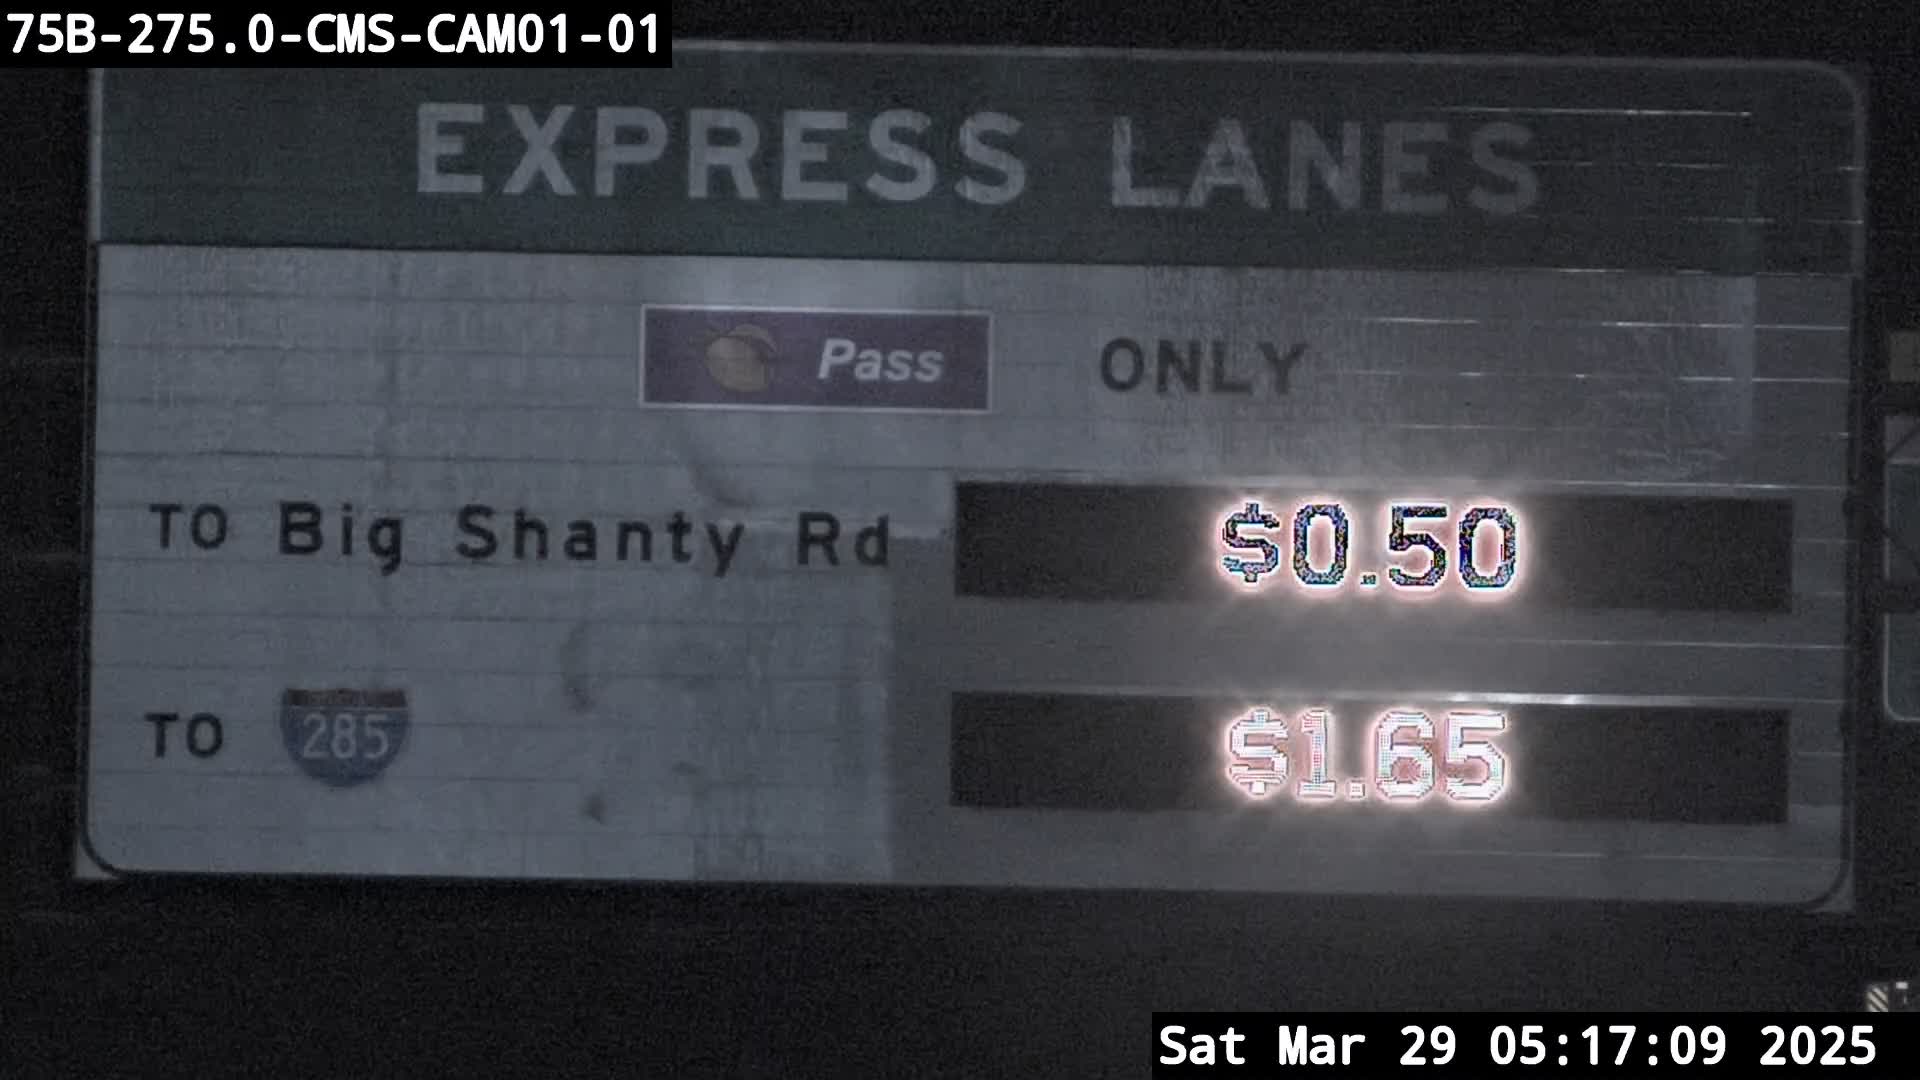 75B-275.0-CMS-CAM01-01
EXPRESS LANES
Pass ONLY
TO Big Shanty Rd $0.50
TO 285 $1.65
Sat Mar 29 05:17:09 2025